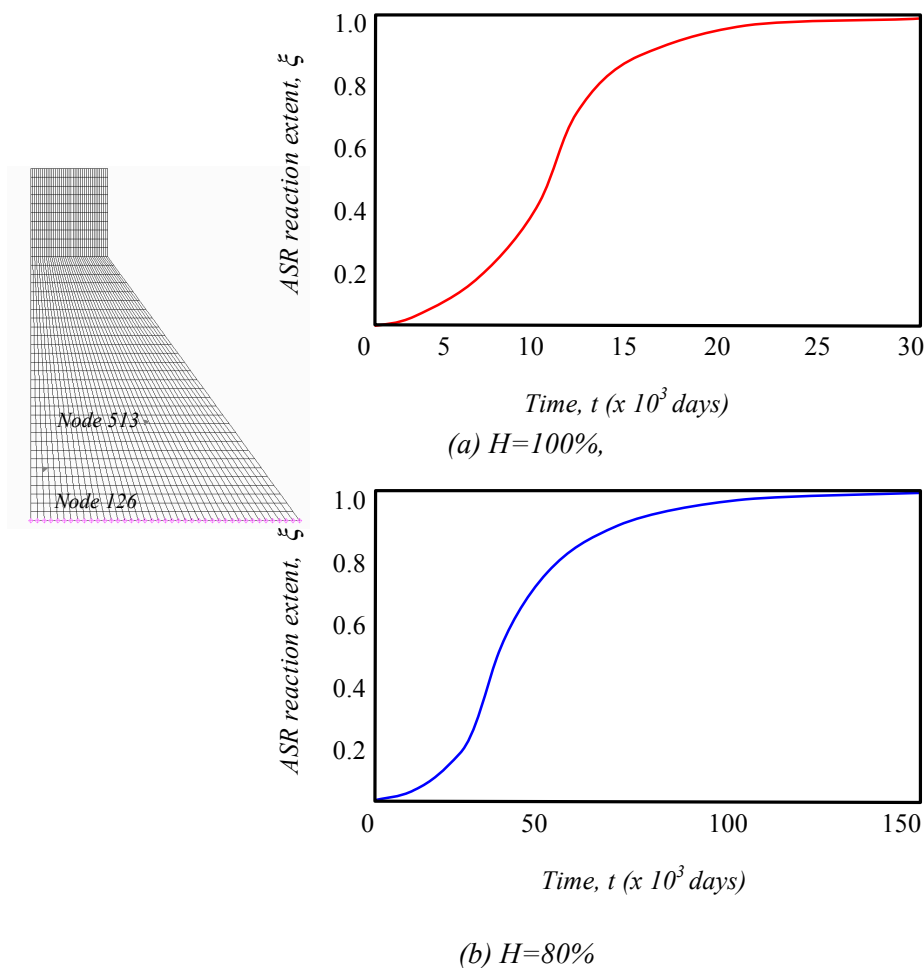 1.0
0.8
0.6
0.4
0.2
ASR reaction extent, ξ
0 5 10 15 20 25 30
Time, t (x 10³ days)
(a) H=100%,
Node 513
Node 126
1.0
0.8
0.6
0.4
0.2
ASR reaction extent, ξ
0 50 100 150
Time, t (x 10³ days)
(b) H=80%